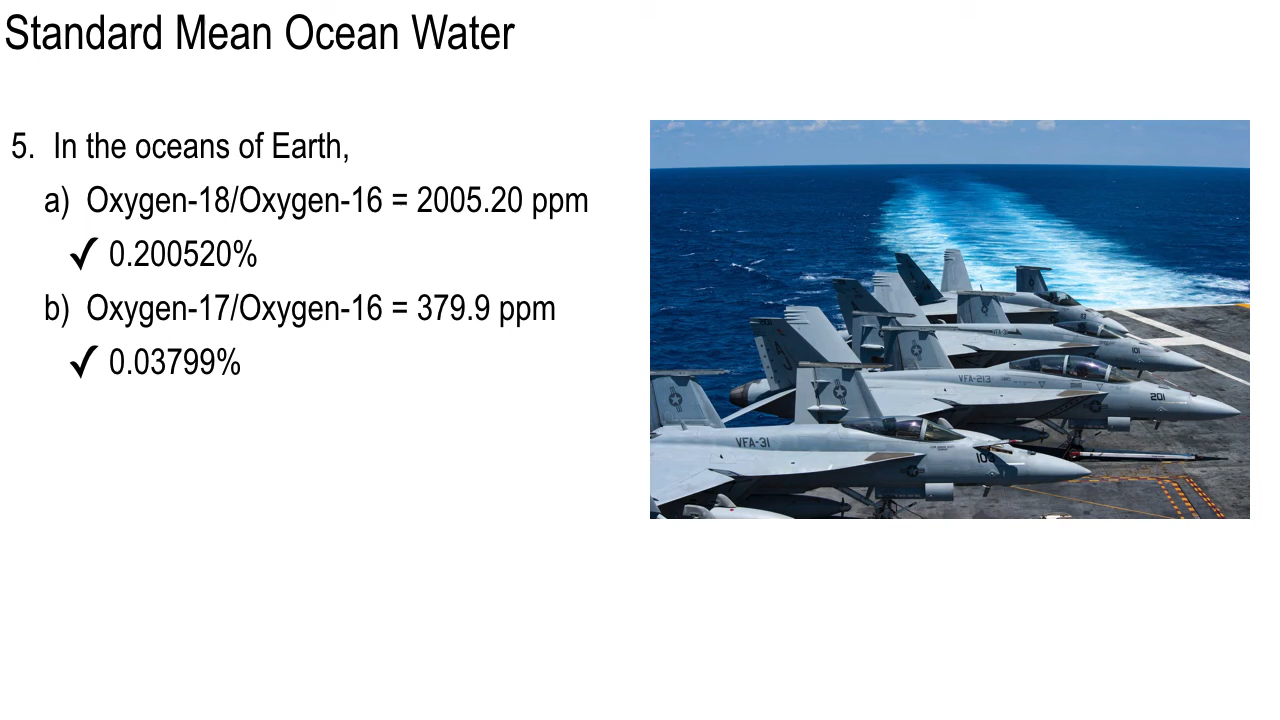 Standard Mean Ocean Water
5. In the oceans of Earth,
a) Oxygen-18/Oxygen-16 = 2005.20 ppm
✓ 0.200520%
b) Oxygen-17/Oxygen-16 = 379.9 ppm
✓ 0.03799%
101
VFA-213
201
VFA-31